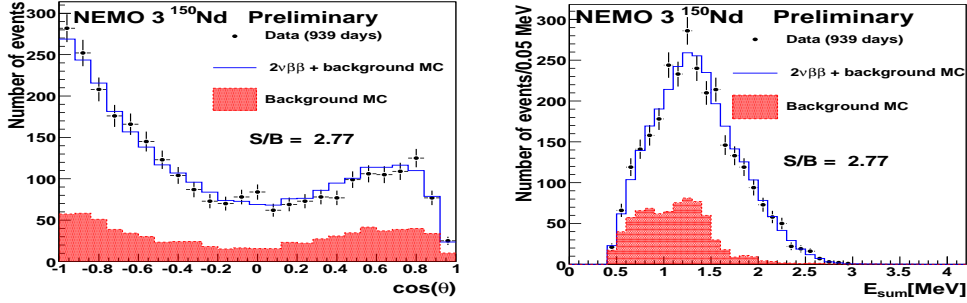 NEMO 3 ¹⁵⁰Nd Preliminary
Number of events
Data (939 days)
2νββ + background MC
Background MC
S/B = 2.77
300
250
200
150
100
50
0
-1 -0.8 -0.6 -0.4 -0.2 0 0.2 0.4 0.6 0.8 1
cos(θ)
NEMO 3 ¹⁵⁰Nd Preliminary
Number of events/0.05 MeV
Data (939 days)
2νββ + background MC
Background MC
S/B = 2.77
300
250
200
150
100
50
0
0 0.5 1 1.5 2 2.5 3 3.5 4
E_sum[MeV]